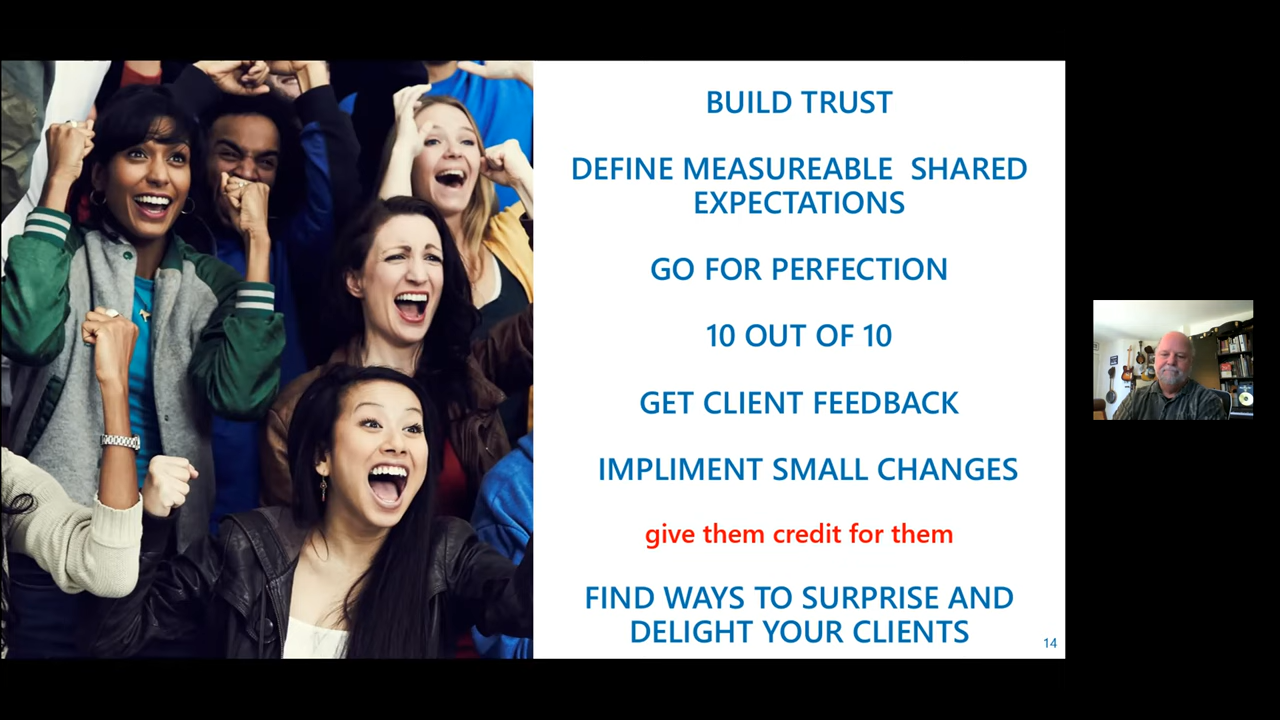 BUILD TRUST
DEFINE MEASUREABLE  SHARED
EXPECTATIONS
GO FOR PERFECTION
10 OUT OF 10
GET CLIENT FEEDBACK
IMPLIMENT SMALL CHANGES
give them credit for them
FIND WAYS TO SURPRISE AND
DELIGHT YOUR CLIENTS
14